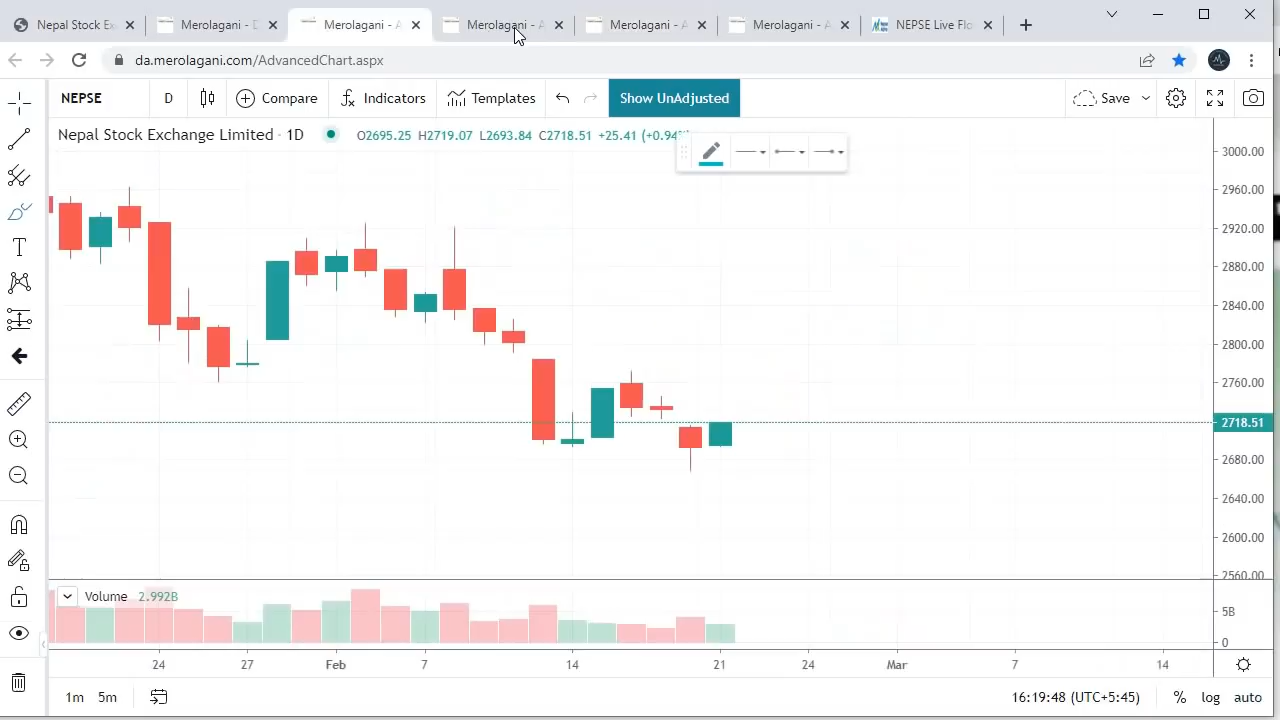 Nepal Stock Ex
Merolagani - D
Merolagani - A
Merolagani - A
Merolagani - A
Merolagani - A
NEPSE Live Flo
da.merolagani.com/AdvancedChart.aspx
NEPSE D Compare Indicators Templates Show UnAdjusted Save
Nepal Stock Exchange Limited · 1D O2695.25 H2719.07 L2693.84 C2718.51 +25.41 (+0.94%)
3000.00
2960.00
2920.00
2880.00
2840.00
2800.00
2760.00
2718.51
2680.00
2640.00
2600.00
2560.00
Volume 2.992B
5B
0
24 27 Feb 7 14 21 24 Mar 7 14
1m 5m 16:19:48 (UTC+5:45) % log auto